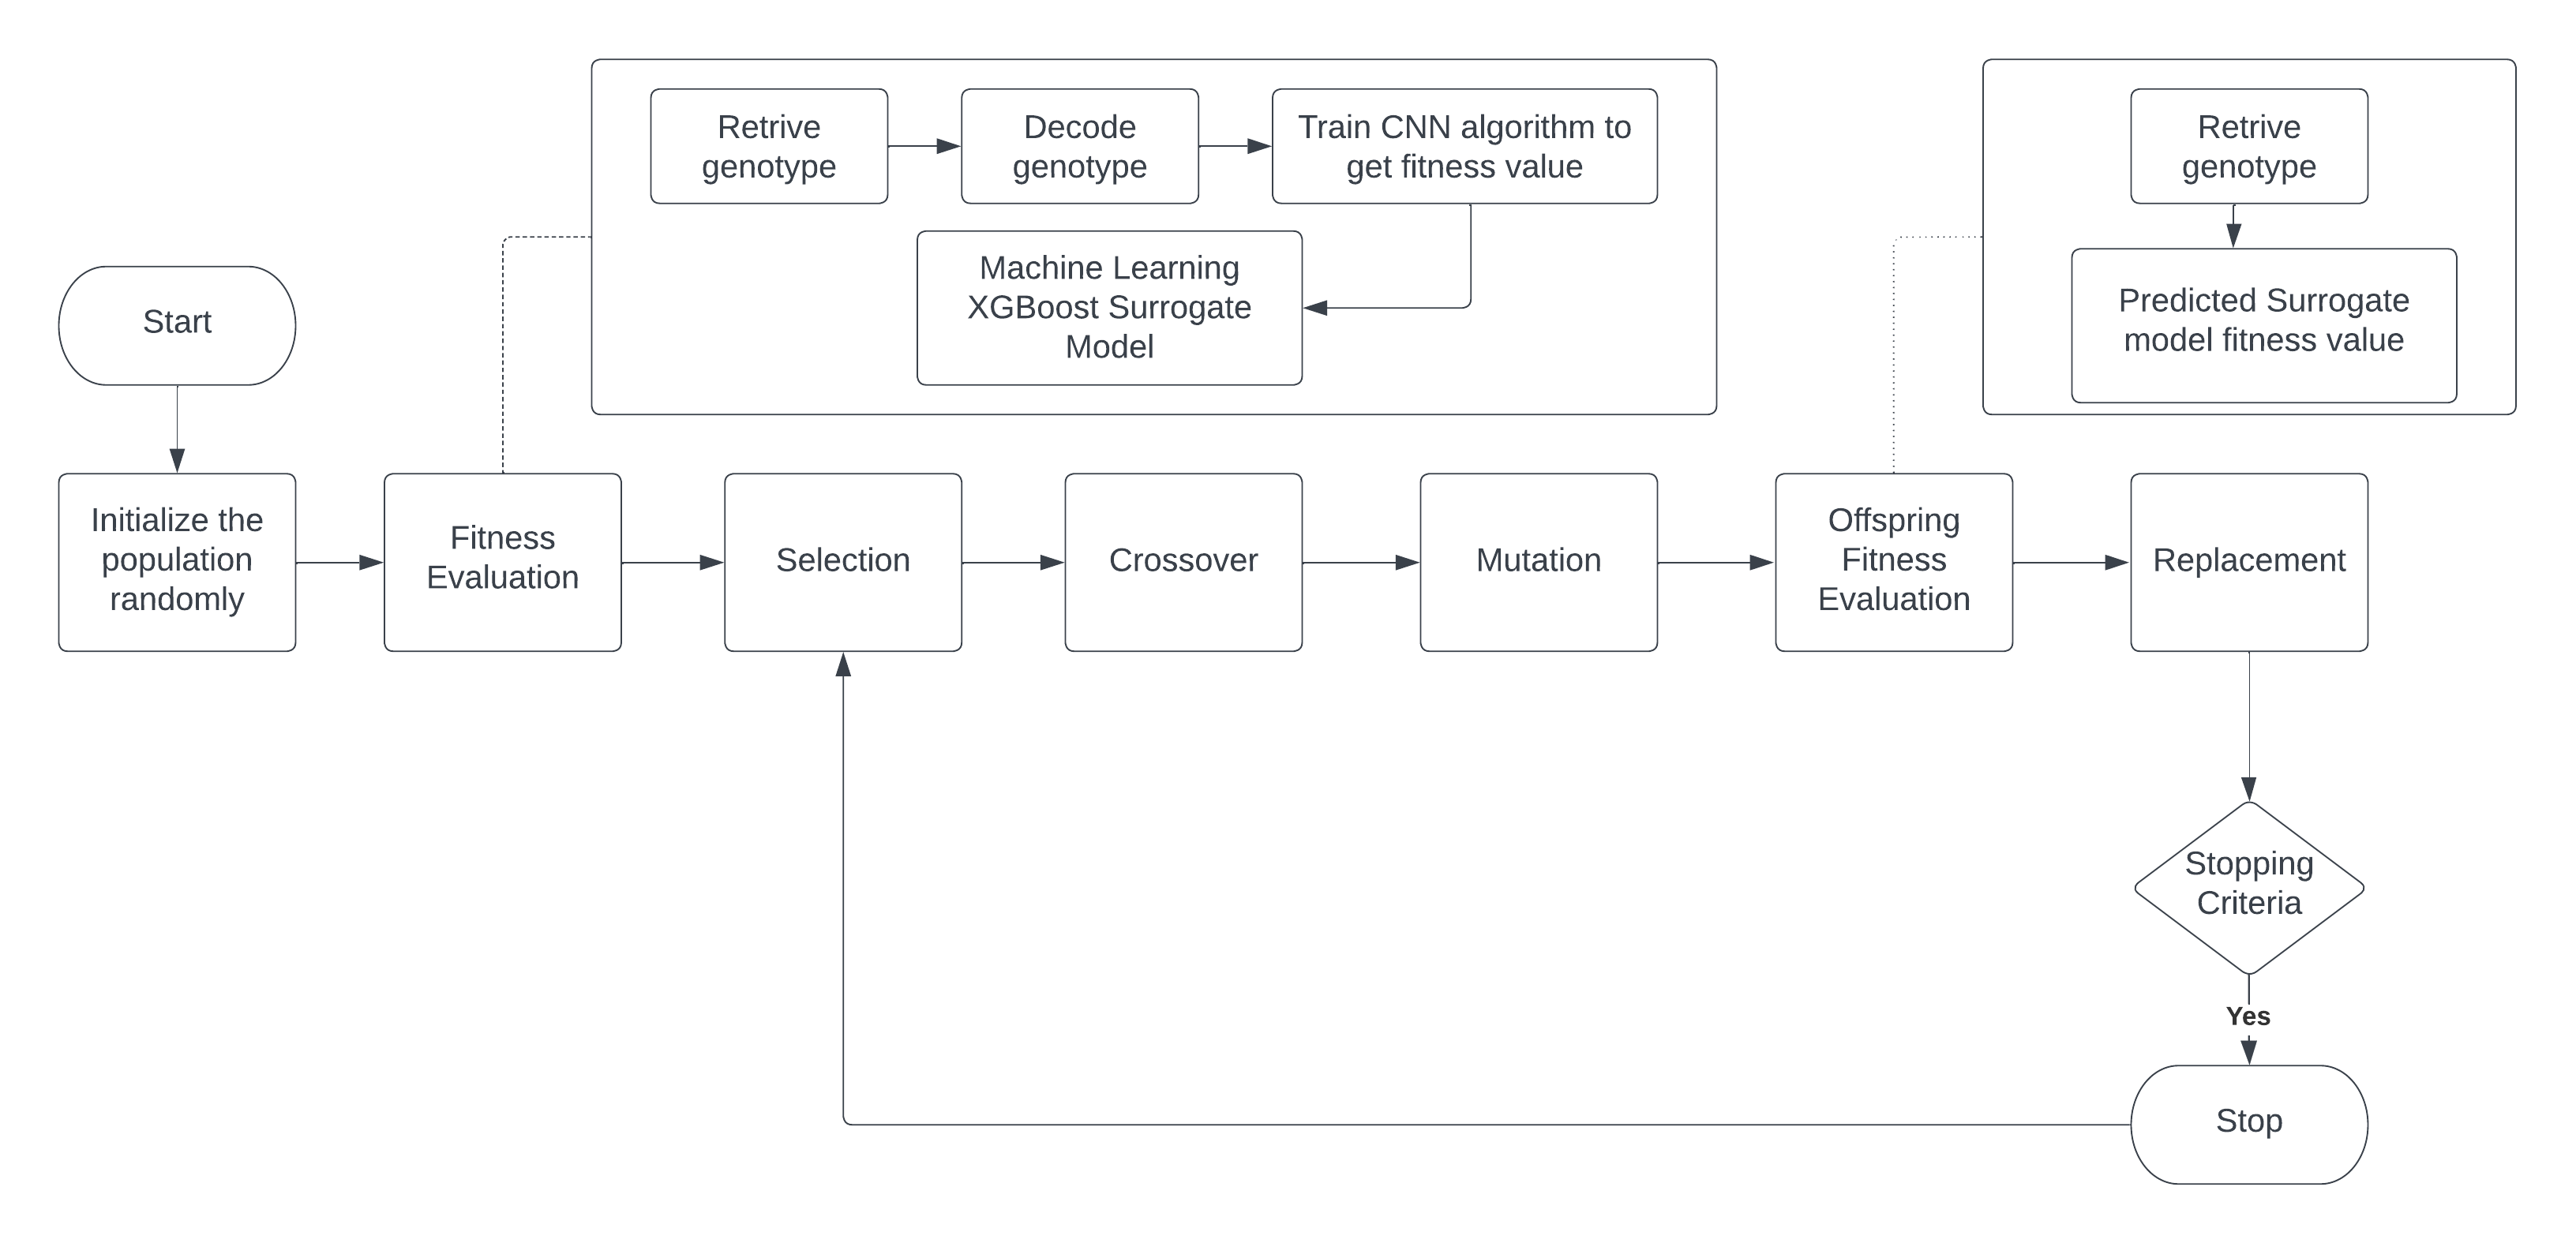 Retrive
genotype
Decode
genotype
Train CNN algorithm to
get fitness value
Machine Learning
XGBoost Surrogate
Model
Retrive
genotype
Predicted Surrogate
model fitness value
Start
Initialize the
population
randomly
Fitness
Evaluation
Selection
Crossover
Mutation
Offspring
Fitness
Evaluation
Replacement
Stopping
Criteria
Yes
Stop